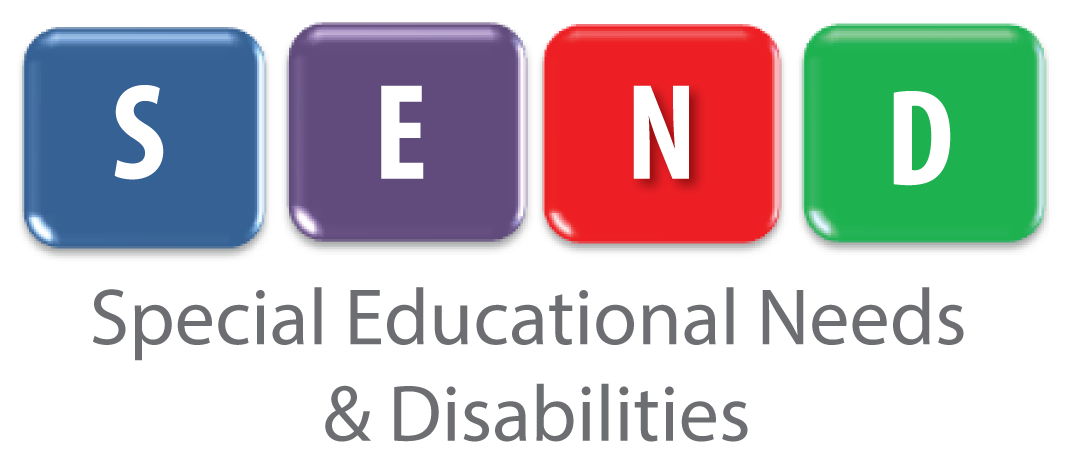 S E N D
Special Educational Needs
& Disabilities